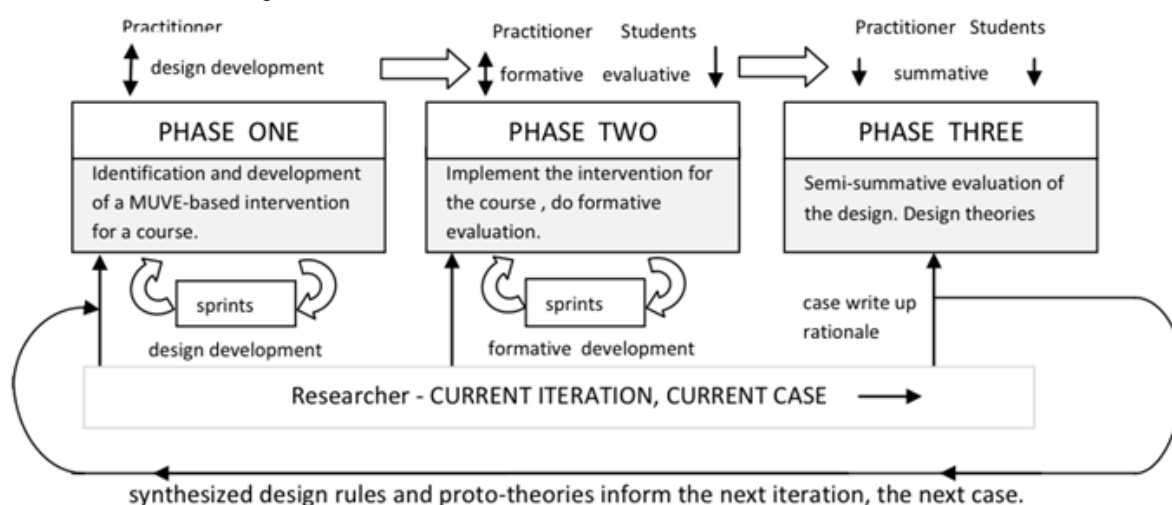 Practitioner
design development
Practitioner Students
formative evaluative
Practitioner Students
summative
PHASE ONE
Identification and development
of a MUVE-based intervention
for a course.
PHASE TWO
Implement the intervention for
the course , do formative
evaluation.
PHASE THREE
Semi-summative evaluation of
the design. Design theories
sprints
design development
sprints
formative development
case write up
rationale
Researcher - CURRENT ITERATION, CURRENT CASE
synthesized design rules and proto-theories inform the next iteration, the next case.